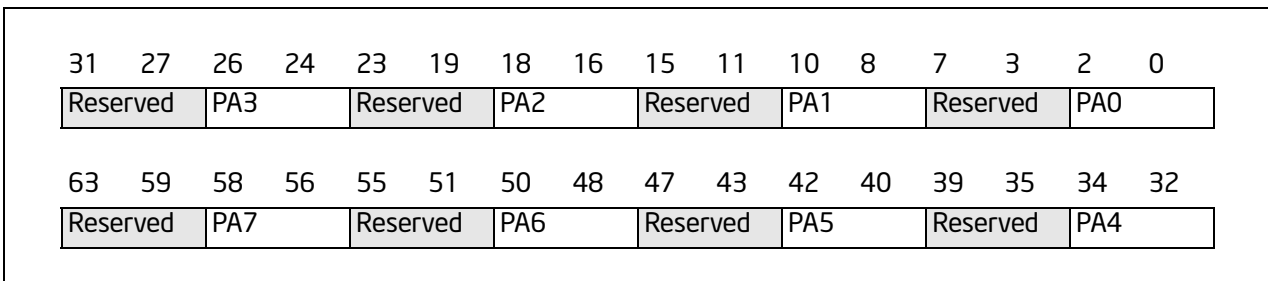 31 27 26 24 23 19 18 16 15 11 10 8 7 3 2 0
Reserved PA3 Reserved PA2 Reserved PA1 Reserved PA0
63 59 58 56 55 51 50 48 47 43 42 40 39 35 34 32
Reserved PA7 Reserved PA6 Reserved PA5 Reserved PA4